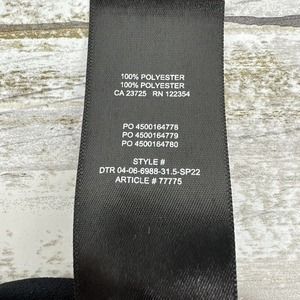 100% POLYESTER
100% POLYESTER
CA 23725 RN 122354
PO 4500164778
PO 4500164779
PO 4500164780
STYLE #
DTR 04-06-6988-31.5-SP22
ARTICLE # 77775